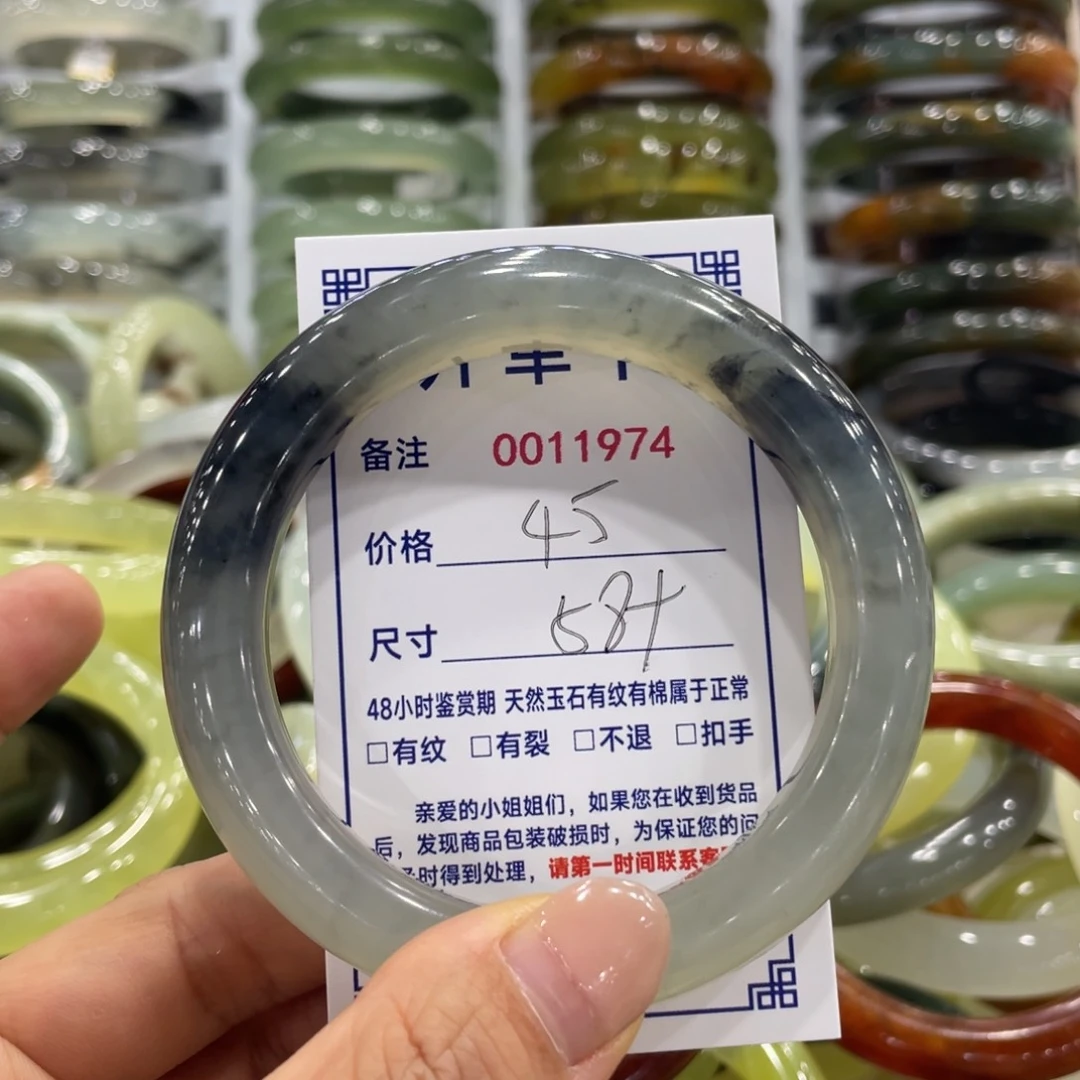 备注 0011974
价格 45
尺寸 58+
48小时鉴赏期 天然玉石有纹有棉属于正常
□有纹 □有裂 □不退 □扣手
亲爱的小姐姐们，如果您在收到货品
后，发现商品包装破损时，为保证您的问
时得到处理，请第一时间联系客